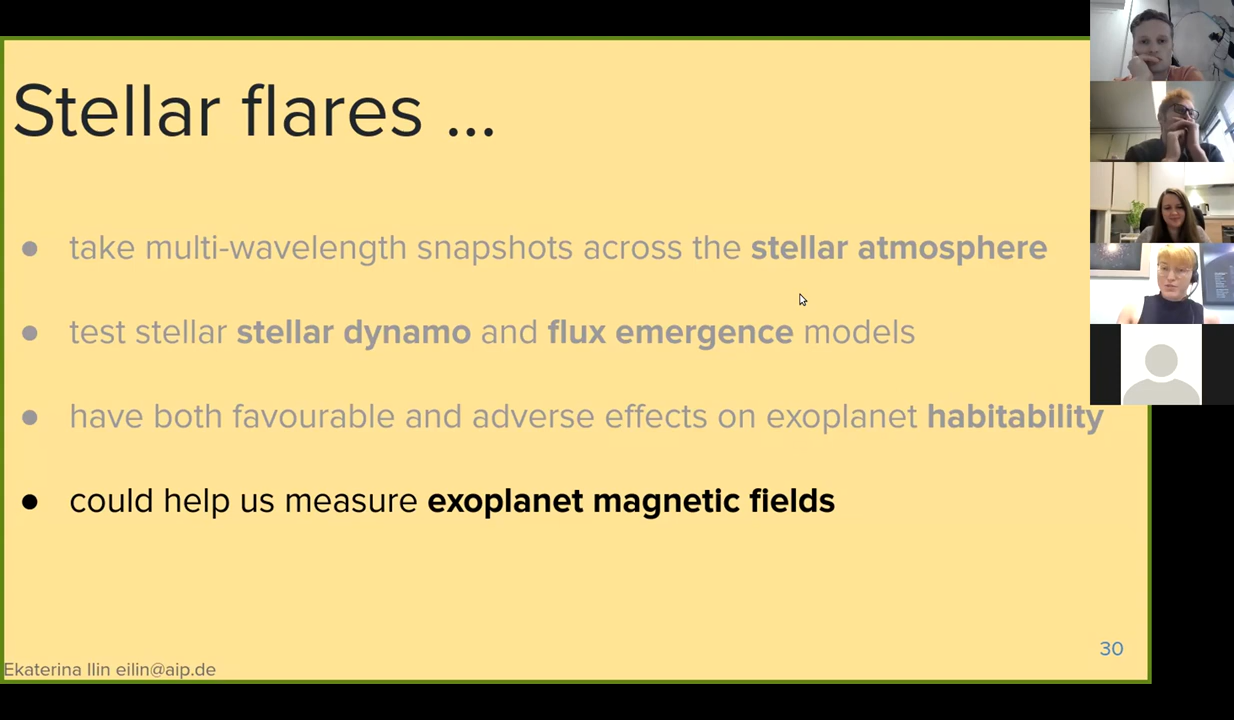 Stellar flares ...
● take multi-wavelength snapshots across the stellar atmosphere
● test stellar stellar dynamo and flux emergence models
● have both favourable and adverse effects on exoplanet habitability
● could help us measure exoplanet magnetic fields
30
Ekaterina Ilin eilin@aip.de